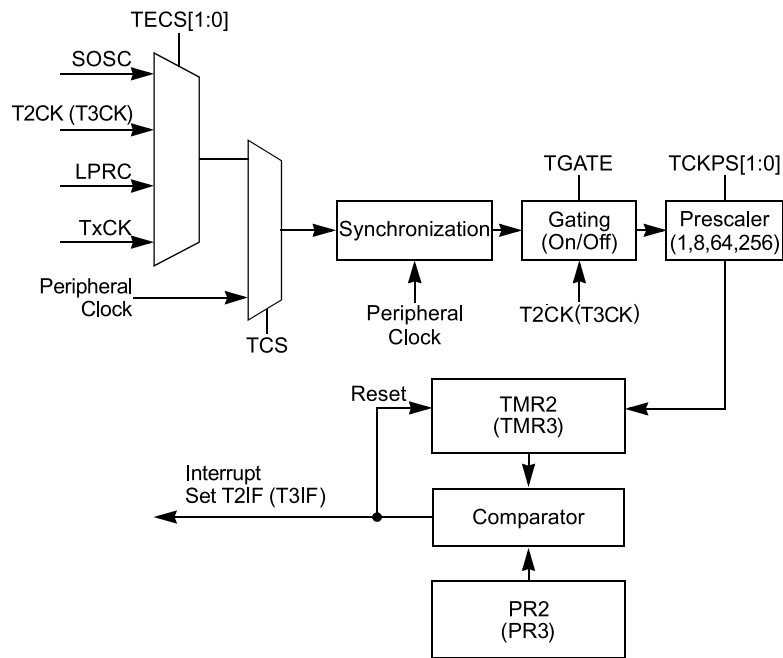 TECS[1:0]
SOSC
T2CK (T3CK)
LPRC
TxCK
Peripheral
Clock
TCS
Synchronization
Peripheral
Clock
TGATE
Gating
(On/Off)
T2CK(T3CK)
TCKPS[1:0]
Prescaler
(1,8,64,256)
Reset
TMR2
(TMR3)
Interrupt
Set T2IF (T3IF)
Comparator
PR2
(PR3)